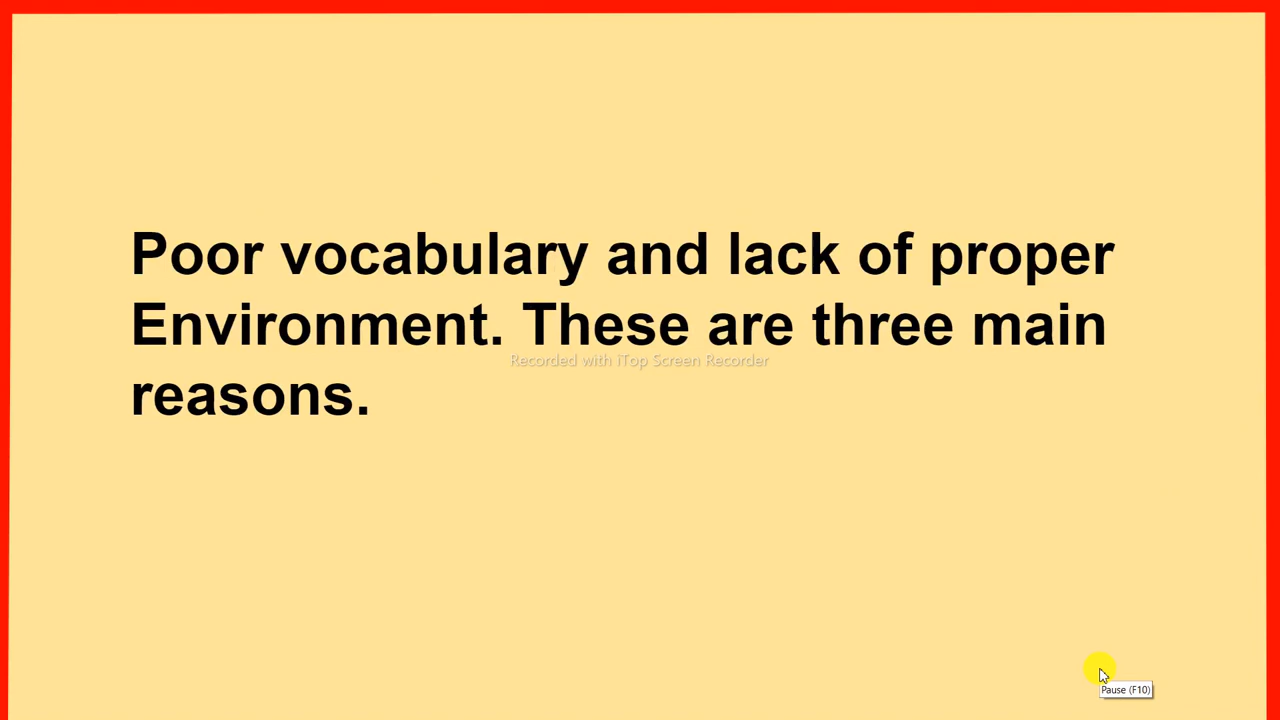 Poor vocabulary and lack of proper
Environment. These are three main
reasons.
Recorded with iTop Screen Recorder
Pause (F10)